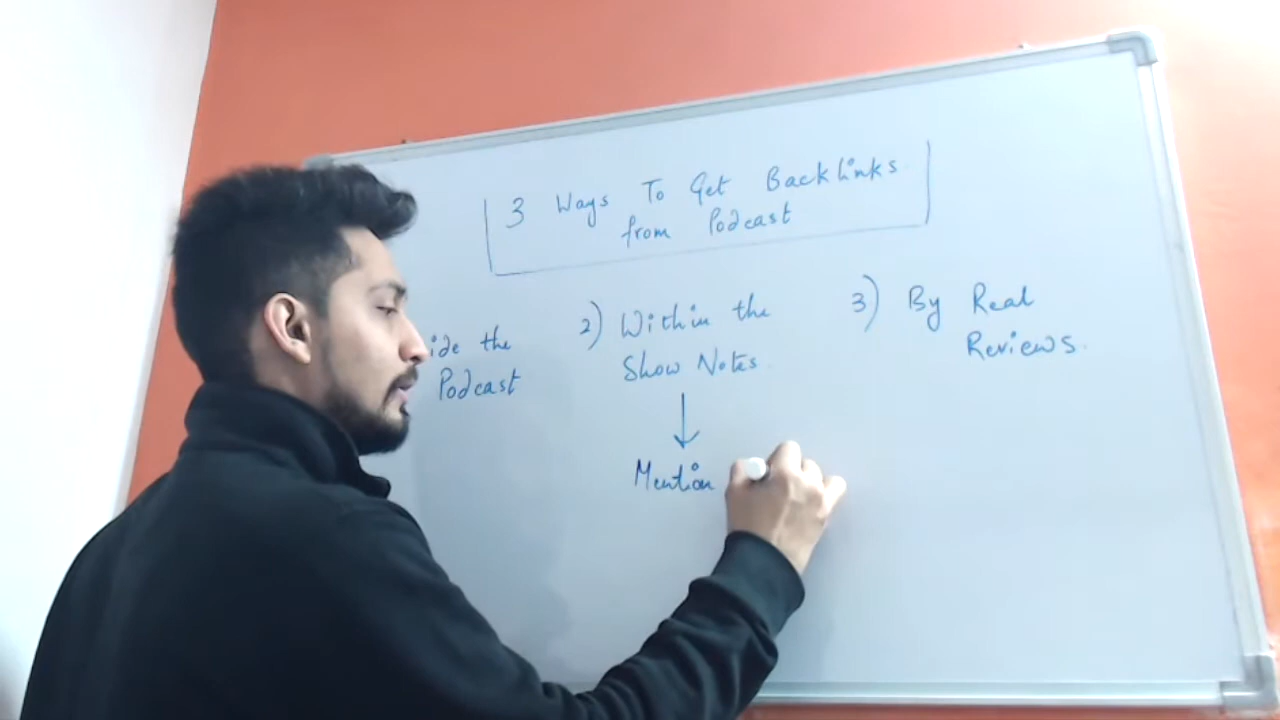 3 Ways To Get Backlinks
from Podcast
ide the
Podcast
2) Within the
Show Notes.
Mention
3) By Real
Reviews.